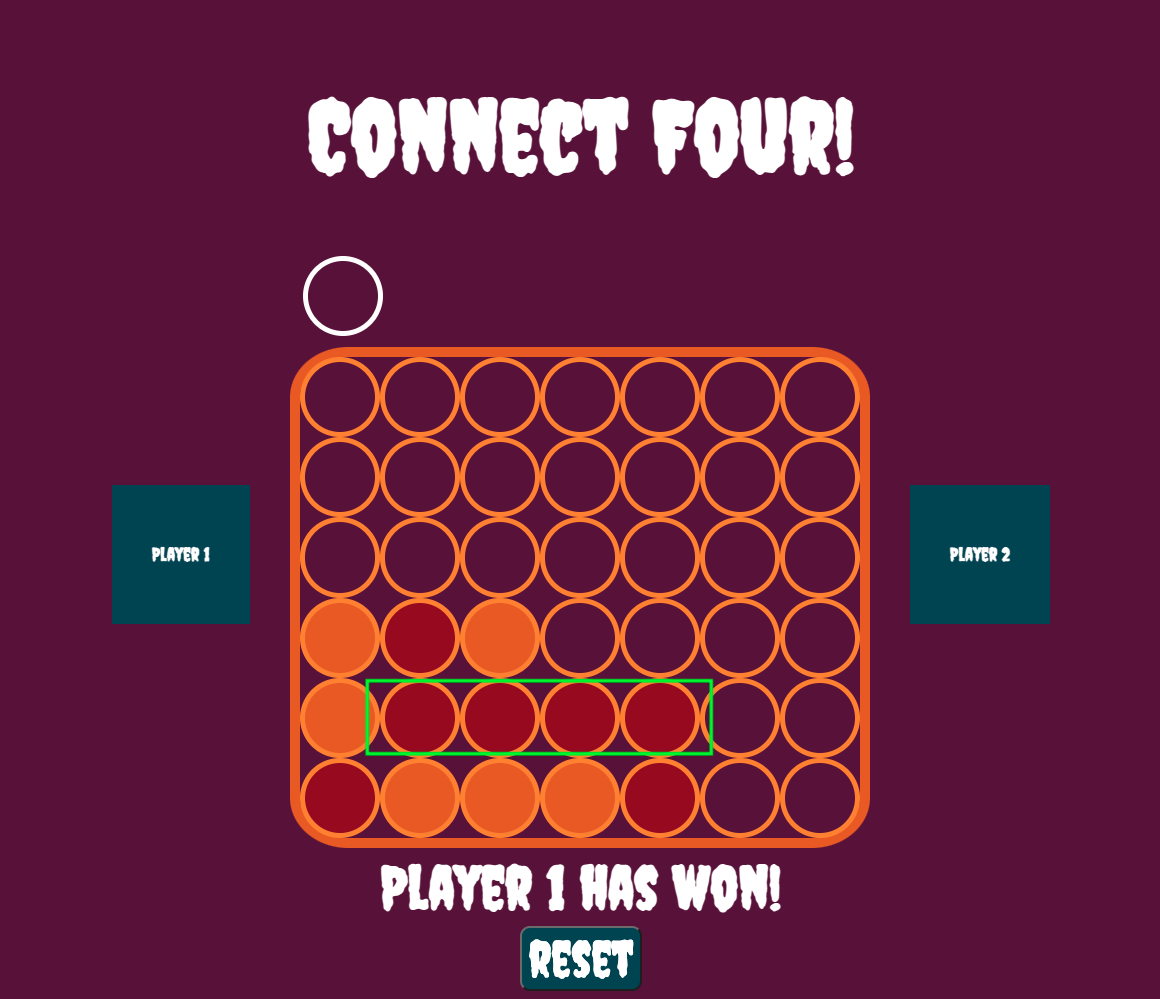 CONNECT FOUR!
PLAYER 1
PLAYER 2
PLAYER 1 HAS WON!
RESET